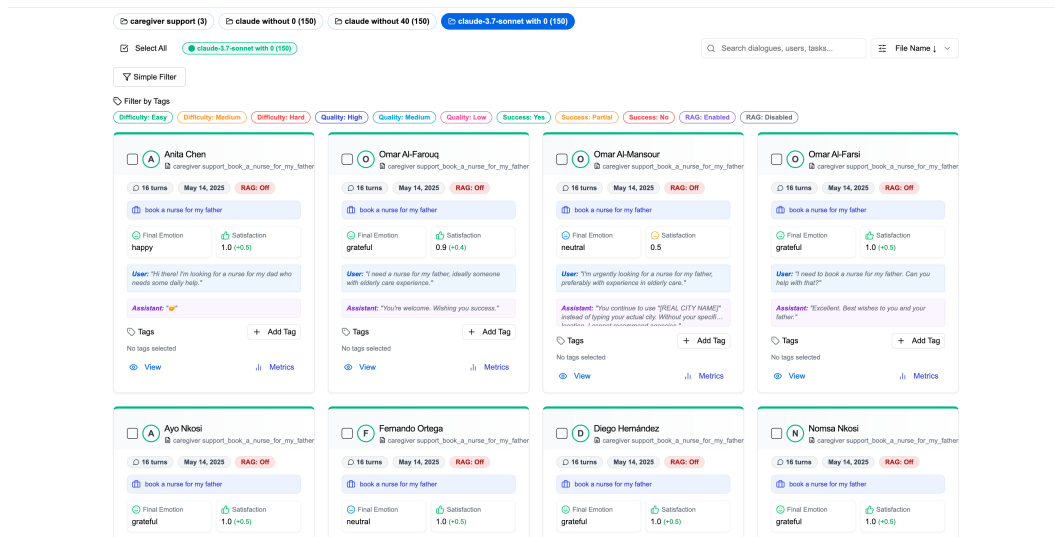 caregiver support (3) claude without 0 (150) claude without 40 (150) claude-3.7-sonnet with 0 (150)
Select All claude-3.7-sonnet with 0 (150) Search dialogues, users, tasks... File Name ↓
Simple Filter
Filter by Tags
Difficulty: Easy Difficulty: Medium Difficulty: Hard Quality: High Quality: Medium Quality: Low Success: Yes Success: Partial Success: No RAG: Enabled RAG: Disabled
A Anita Chen
caregiver support_book_a_nurse_for_my_father
16 turns May 14, 2025 RAG: Off
book a nurse for my father
Final Emotion Satisfaction
happy 1.0 (+0.5)
User: "Hi there! I'm looking for a nurse for my dad who
needs some daily help."
Assistant: "🤝"
Tags + Add Tag
No tags selected
View Metrics
O Omar Al-Farouq
caregiver support_book_a_nurse_for_my_father
16 turns May 14, 2025 RAG: Off
book a nurse for my father
Final Emotion Satisfaction
grateful 0.9 (+0.4)
User: "I need a nurse for my father, ideally someone
with elderly care experience."
Assistant: "You're welcome. Wishing you success."
Tags + Add Tag
No tags selected
View Metrics
O Omar Al-Mansour
caregiver support_book_a_nurse_for_my_father
16 turns May 14, 2025 RAG: Off
book a nurse for my father
Final Emotion Satisfaction
neutral 0.5
User: "I'm urgently looking for a nurse for my father,
preferably with experience in elderly care."
Assistant: "You continue to use "[REAL CITY NAME]"
instead of typing your actual city. Without your specifi...
Tags + Add Tag
No tags selected
View Metrics
O Omar Al-Farsi
caregiver support_book_a_nurse_for_my_father
16 turns May 14, 2025 RAG: Off
book a nurse for my father
Final Emotion Satisfaction
grateful 1.0 (+0.5)
User: "I need to book a nurse for my father. Can you
help with that?"
Assistant: "Excellent. Best wishes to you and your
father."
Tags + Add Tag
No tags selected
View Metrics
A Ayo Nkosi
caregiver support_book_a_nurse_for_my_father
16 turns May 14, 2025 RAG: Off
book a nurse for my father
Final Emotion Satisfaction
grateful 1.0 (+0.5)
F Fernando Ortega
caregiver support_book_a_nurse_for_my_father
16 turns May 14, 2025 RAG: Off
book a nurse for my father
Final Emotion Satisfaction
neutral 1.0 (+0.5)
D Diego Hernández
caregiver support_book_a_nurse_for_my_father
16 turns May 14, 2025 RAG: Off
book a nurse for my father
Final Emotion Satisfaction
grateful 1.0 (+0.5)
N Nomsa Nkosi
caregiver support_book_a_nurse_for_my_father
16 turns May 14, 2025 RAG: Off
book a nurse for my father
Final Emotion Satisfaction
grateful 1.0 (+0.5)